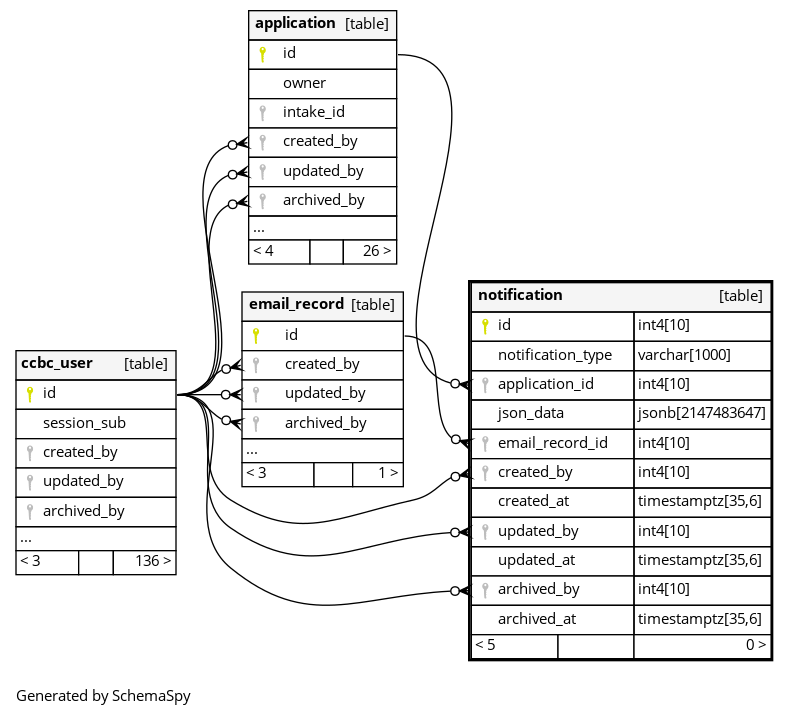 application [table]
id
owner
intake_id
created_by
updated_by
archived_by
...
< 4 26 >
email_record [table]
id
created_by
updated_by
archived_by
...
< 3 1 >
ccbc_user [table]
id
session_sub
created_by
updated_by
archived_by
...
< 3 136 >
notification [table]
id int4[10]
notification_type varchar[1000]
application_id int4[10]
json_data jsonb[2147483647]
email_record_id int4[10]
created_by int4[10]
created_at timestamptz[35,6]
updated_by int4[10]
updated_at timestamptz[35,6]
archived_by int4[10]
archived_at timestamptz[35,6]
< 5 0 >
Generated by SchemaSpy